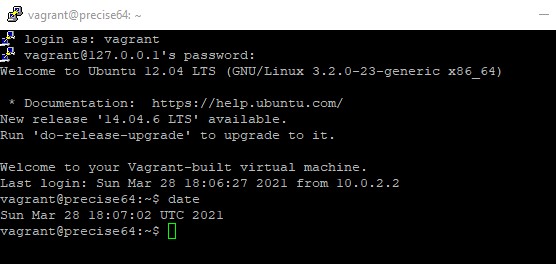 vagrant@precise64: ~
login as: vagrant
vagrant@127.0.0.1's password:
Welcome to Ubuntu 12.04 LTS (GNU/Linux 3.2.0-23-generic x86_64)
 * Documentation:  https://help.ubuntu.com/
New release '14.04.6 LTS' available.
Run 'do-release-upgrade' to upgrade to it.
Welcome to your Vagrant-built virtual machine.
Last login: Sun Mar 28 18:06:27 2021 from 10.0.2.2
vagrant@precise64:~$ date
Sun Mar 28 18:07:02 UTC 2021
vagrant@precise64:~$